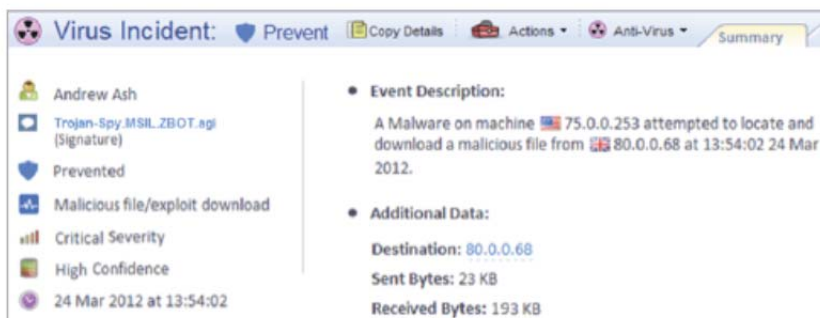 Virus Incident: Prevent Copy Details Actions Anti-Virus Summary
Andrew Ash
Trojan-Spy.MSIL.ZBOT.agi
(Signature)
Prevented
Malicious file/exploit download
Critical Severity
High Confidence
24 Mar 2012 at 13:54:02
Event Description:
A Malware on machine 75.0.0.253 attempted to locate and
download a malicious file from 80.0.0.68 at 13:54:02 24 Mar
2012.
Additional Data:
Destination: 80.0.0.68
Sent Bytes: 23 KB
Received Bytes: 193 KB